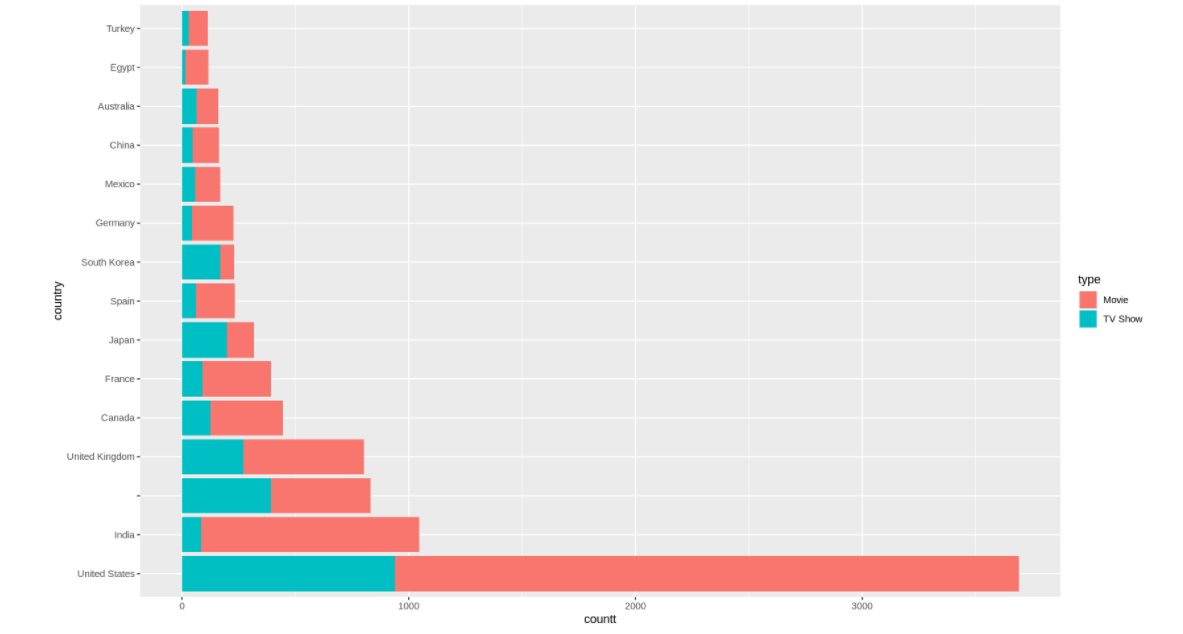 Turkey
Egypt
Australia
China
Mexico
Germany
South Korea
Spain
Japan
France
Canada
United Kingdom
India
United States
country
0 1000 2000 3000
countt
type
Movie
TV Show